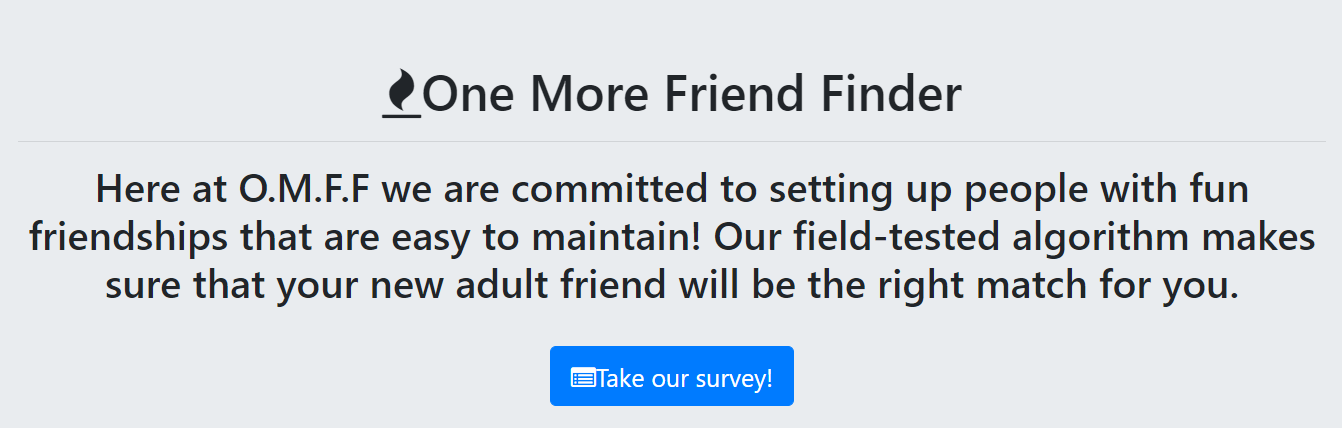 One More Friend Finder
Here at O.M.F.F we are committed to setting up people with fun
friendships that are easy to maintain! Our field-tested algorithm makes
sure that your new adult friend will be the right match for you.
Take our survey!